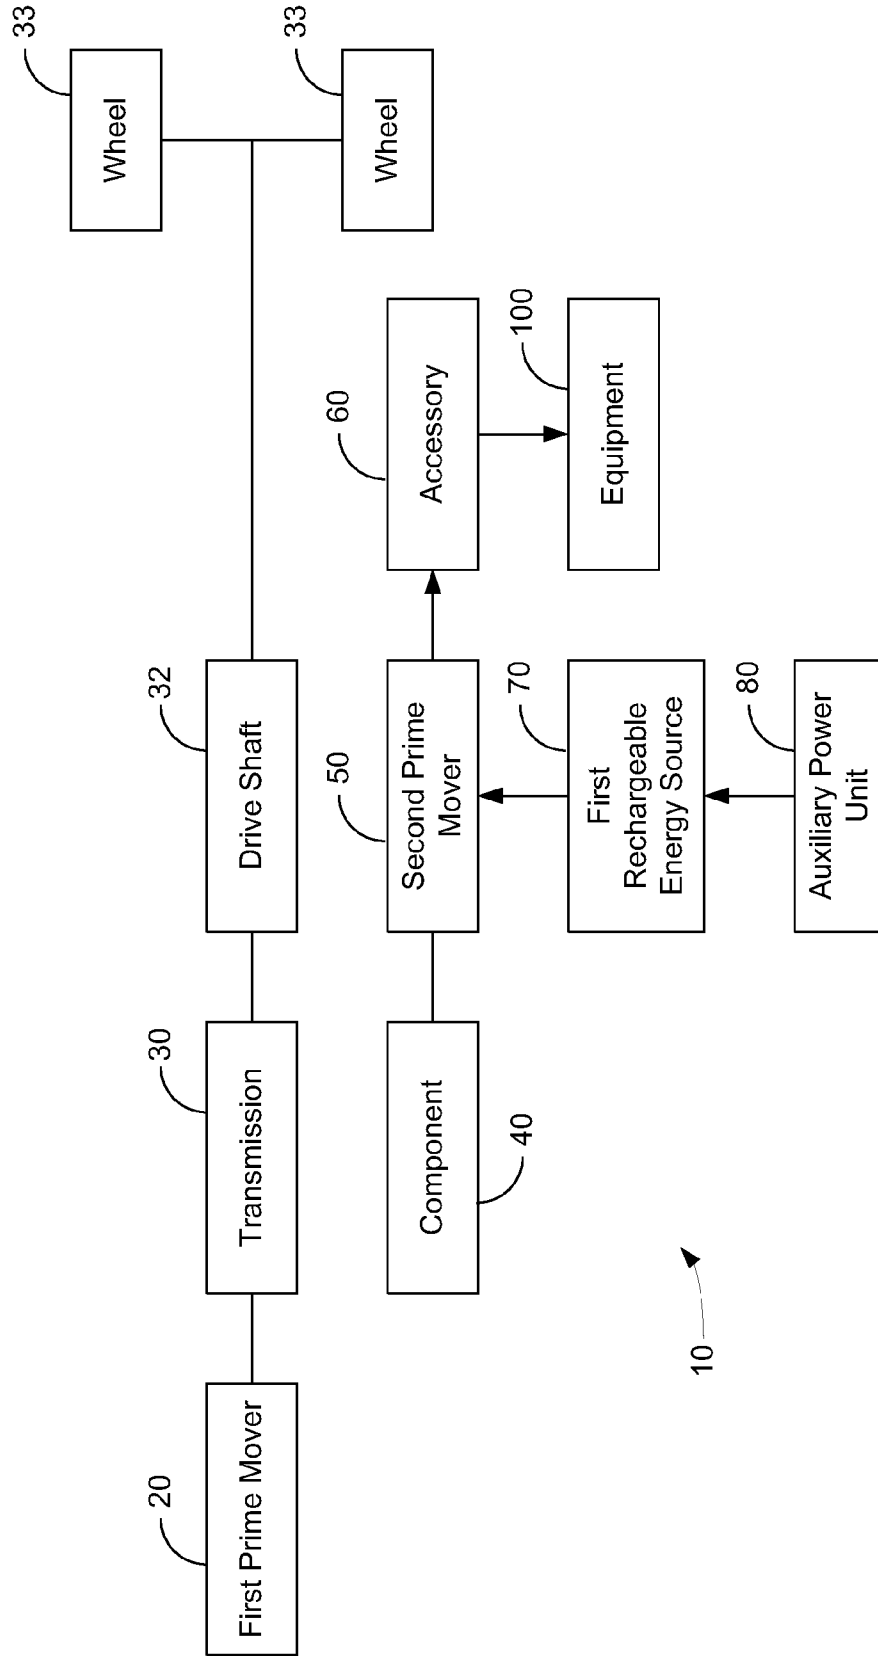 33
Wheel
33
Wheel
20
First Prime Mover
30
Transmission
32
Drive Shaft
40
Component
50
Second Prime
Mover
60
Accessory
70
First
Rechargeable
Energy Source
100
Equipment
80
Auxiliary Power
Unit
10